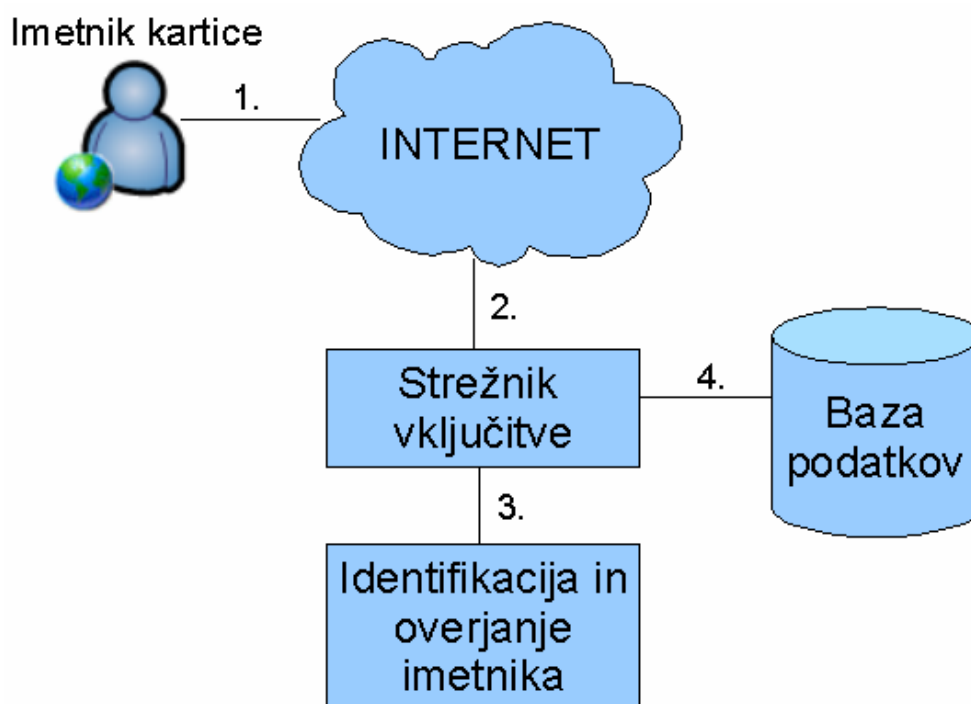 Imetnik kartice
1.
INTERNET
2.
Strežnik
vključitve
4.
Baza
podatkov
3.
Identifikacija in
overjanje
imetnika